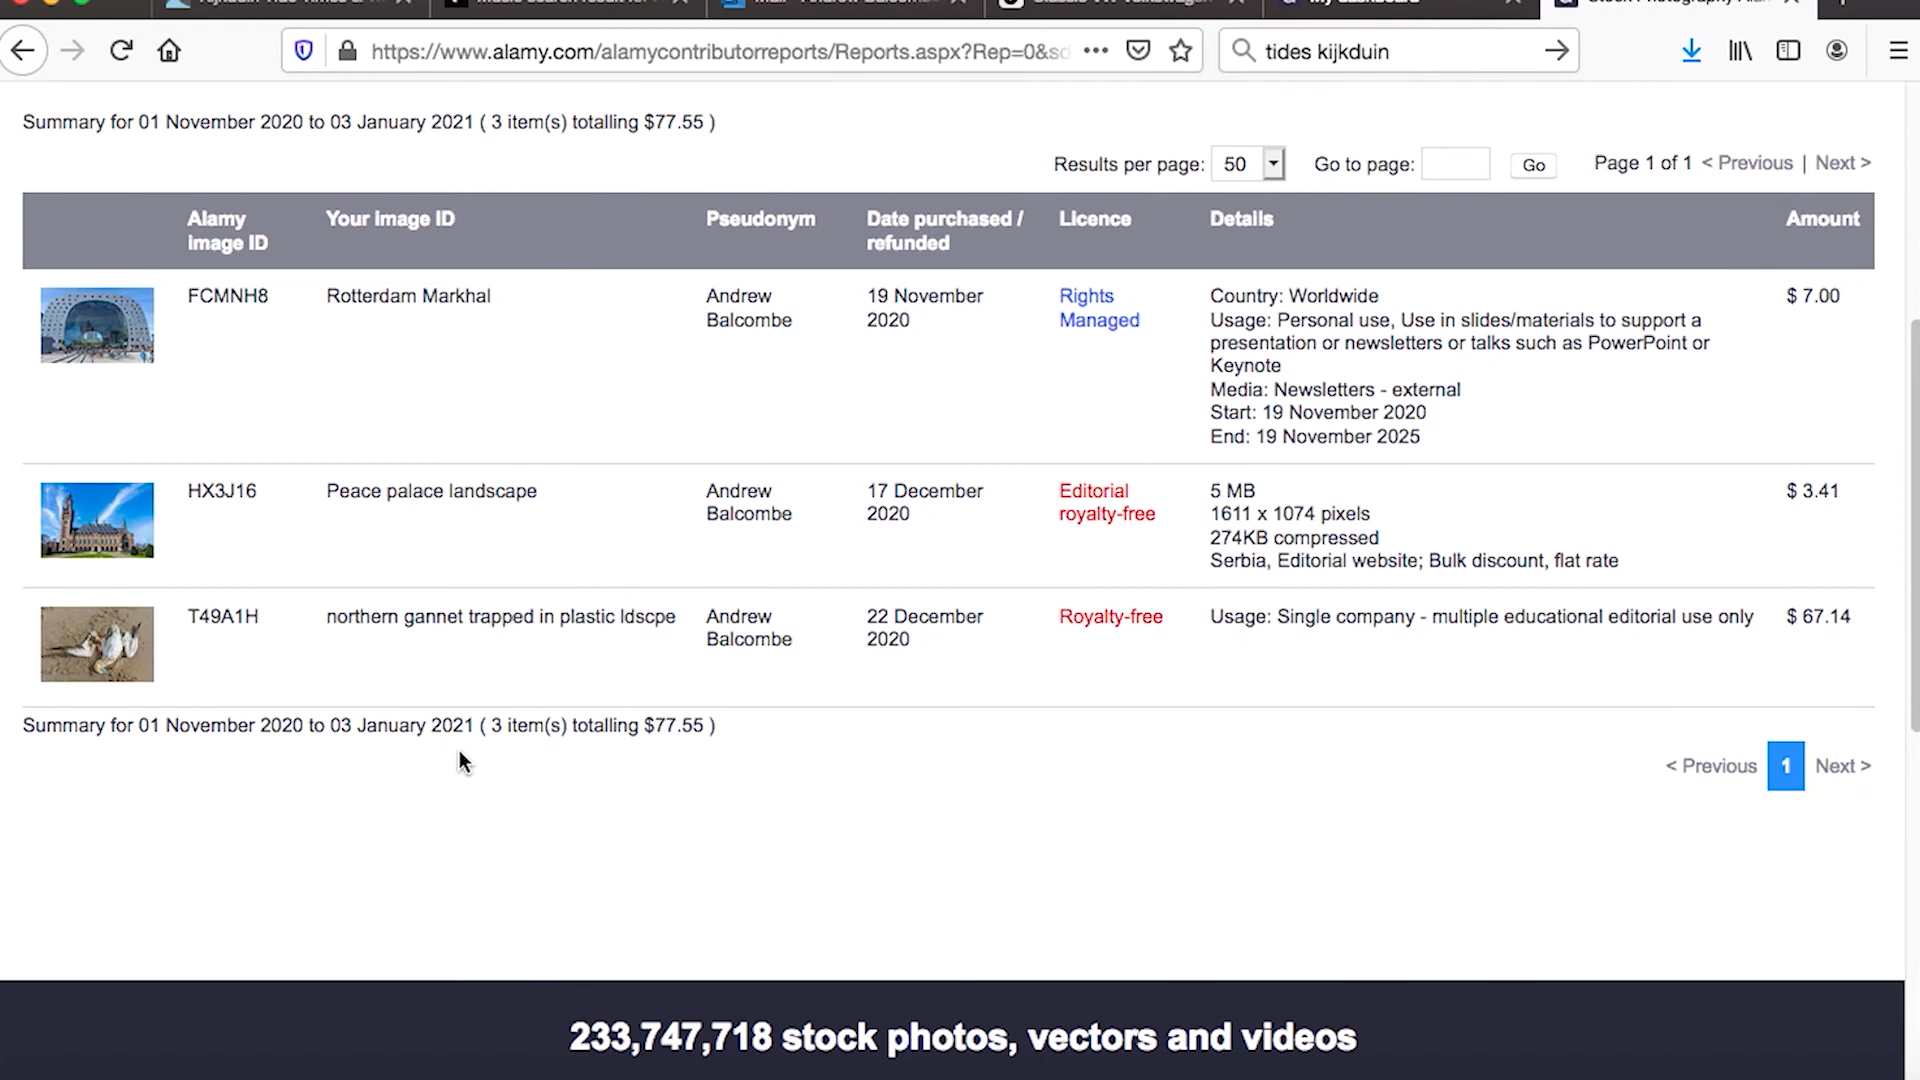 https://www.alamy.com/alamycontributorreports/Reports.aspx?Rep=0&sc
tides kijkduin
Summary for 01 November 2020 to 03 January 2021 ( 3 item(s) totalling $77.55 )
Results per page: 50 Go to page: Go Page 1 of 1 < Previous | Next >
Alamy Image ID Your Image ID Pseudonym Date purchased / refunded Licence Details Amount
FCMNH8 Rotterdam Markhal Andrew Balcombe 19 November 2020 Rights Managed Country: Worldwide $ 7.00
Usage: Personal use, Use in slides/materials to support a
presentation or newsletters or talks such as PowerPoint or
Keynote
Media: Newsletters - external
Start: 19 November 2020
End: 19 November 2025
HX3J16 Peace palace landscape Andrew Balcombe 17 December 2020 Editorial royalty-free 5 MB $ 3.41
1611 x 1074 pixels
274KB compressed
Serbia, Editorial website; Bulk discount, flat rate
T49A1H northern gannet trapped in plastic ldscpe Andrew Balcombe 22 December 2020 Royalty-free Usage: Single company - multiple educational editorial use only $ 67.14
Summary for 01 November 2020 to 03 January 2021 ( 3 item(s) totalling $77.55 )
< Previous 1 Next >
233,747,718 stock photos, vectors and videos